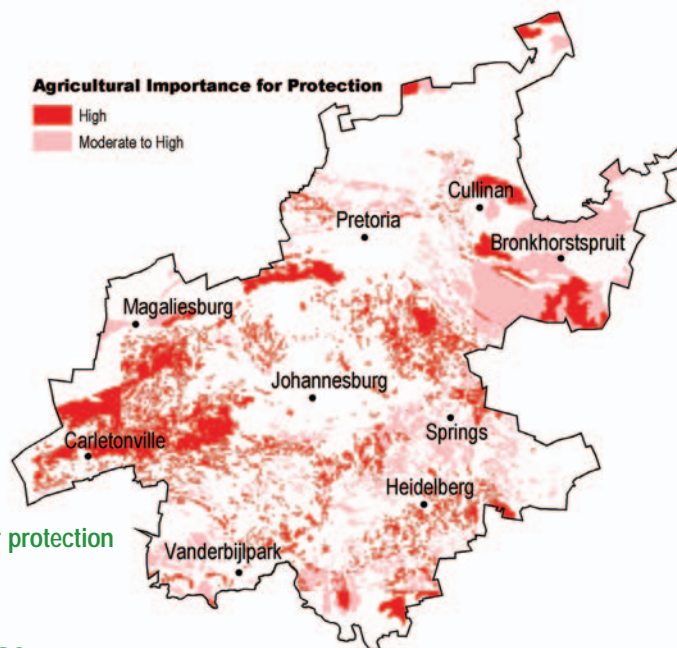 Agricultural Importance for Protection
High
Moderate to High
Cullinan
Pretoria
Bronkhorstspruit
Magaliesburg
Johannesburg
Springs
Carletonville
Heidelberg
protection
Vanderbijlpark